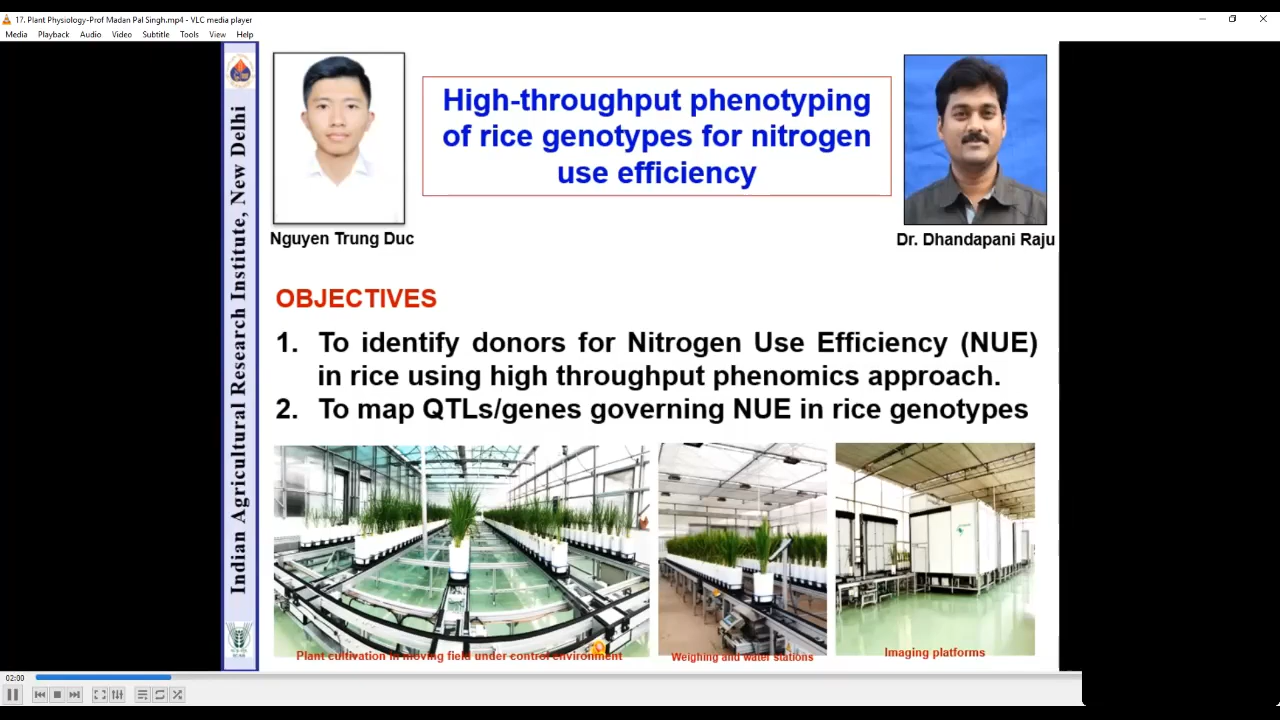 17. Plant Physiology-Prof Madan Pal Singh.mp4 - VLC media player
Media Playback Audio Video Subtitle Tools View Help
Indian Agricultural Research Institute, New Delhi
High-throughput phenotyping
of rice genotypes for nitrogen
use efficiency
Nguyen Trung Duc
Dr. Dhandapani Raju
OBJECTIVES
1. To identify donors for Nitrogen Use Efficiency (NUE)
in rice using high throughput phenomics approach.
2. To map QTLs/genes governing NUE in rice genotypes
Plant cultivation in moving field under control environment
Weighing and water stations
Imaging platforms
02:00